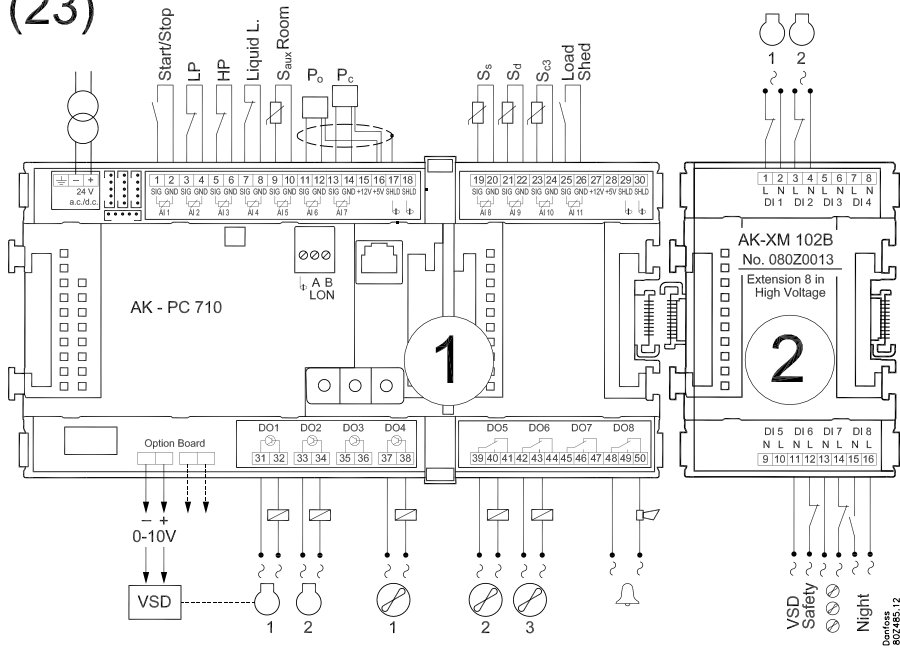 (23)
Start/Stop
LP
HP
Liquid L.
Saux Room
Po
Pc
Ss
Sd
Sc3
Load
Shed
1 2
− +
24 V
a.c./d.c.
1 2 3 4 5 6 7 8 9 10 11 12 13 14 15 16 17 18
SIG GND SIG GND SIG GND SIG GND SIG GND SIG GND SIG GND +12V +5V SHLD SHLD
AI 1 AI 2 AI 3 AI 4 AI 5 AI 6 AI 7
19 20 21 22 23 24 25 26 27 28 29 30
SIG GND SIG GND SIG GND SIG GND +12V +5V SHLD SHLD
AI 8 AI 9 AI 10 AI 11
1 2 3 4 5 6 7 8
L N L N L N L N
DI 1 DI 2 DI 3 DI 4
A B
LON
AK - PC 710
1
AK-XM 102B
No. 080Z0013
Extension 8 in
High Voltage
2
Option Board
DO1 DO2 DO3 DO4
31 32 33 34 35 36 37 38
DO5 DO6 DO7 DO8
39 40 41 42 43 44 45 46 47 48 49 50
DI 5 DI 6 DI 7 DI 8
N L N L N L N L
9 10 11 12 13 14 15 16
− +
0-10V
VSD
1 2 1 2 3
VSD
Safety
Night
Danfoss
80Z485.12